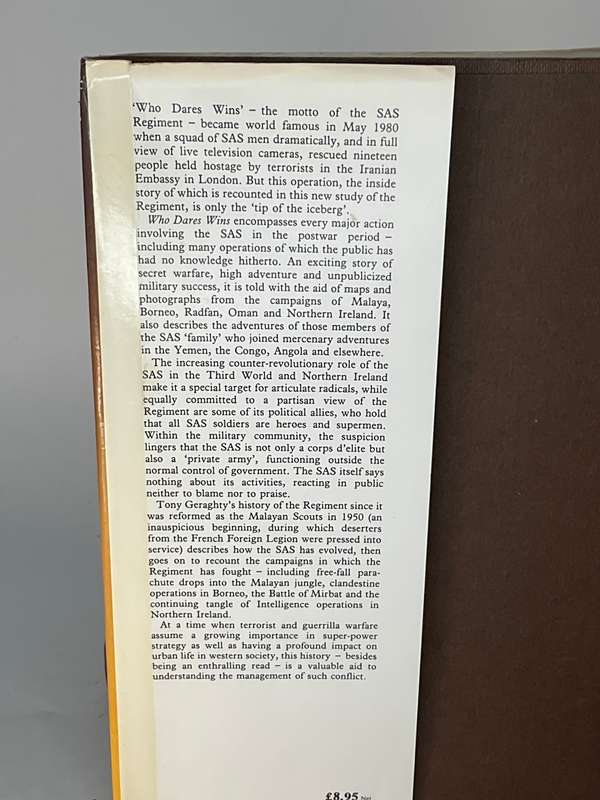 'Who Dares Wins' – the motto of the SAS
Regiment – became world famous in May 1980
when a squad of SAS men dramatically, and in full
view of live television cameras, rescued nineteen
people held hostage by terrorists in the Iranian
Embassy in London. But this operation, the inside
story of which is recounted in this new study of the
Regiment, is only the 'tip of the iceberg'.
Who Dares Wins encompasses every major action
involving the SAS in the postwar period –
including many operations of which the public has
had no knowledge hitherto. An exciting story of
secret warfare, high adventure and unpublicized
military success, it is told with the aid of maps and
photographs from the campaigns of Malaya,
Borneo, Radfan, Oman and Northern Ireland. It
also describes the adventures of those members of
the SAS 'family' who joined mercenary adventures
in the Yemen, the Congo, Angola and elsewhere.
The increasing counter-revolutionary role of the
SAS in the Third World and Northern Ireland
make it a special target for articulate radicals, while
equally committed to a partisan view of the
Regiment are some of its political allies, who hold
that all SAS soldiers are heroes and supermen.
Within the military community, the suspicion
lingers that the SAS is not only a corps d'elite but
also a 'private army', functioning outside the
normal control of government. The SAS itself says
nothing about its activities, reacting in public
neither to blame nor to praise.
Tony Geraghty's history of the Regiment since it
was reformed as the Malayan Scouts in 1950 (an
inauspicious beginning, during which deserters
from the French Foreign Legion were pressed into
service) describes how the SAS has evolved, then
goes on to recount the campaigns in which the
Regiment has fought – including free-fall para-
chute drops into the Malayan jungle, clandestine
operations in Borneo, the Battle of Mirbat and the
continuing tangle of Intelligence operations in
Northern Ireland.
At a time when terrorist and guerrilla warfare
assume a growing importance in super-power
strategy as well as having a profound impact on
urban life in western society, this history – besides
being an enthralling read – is a valuable aid to
understanding the management of such conflict.
£8.95 Net